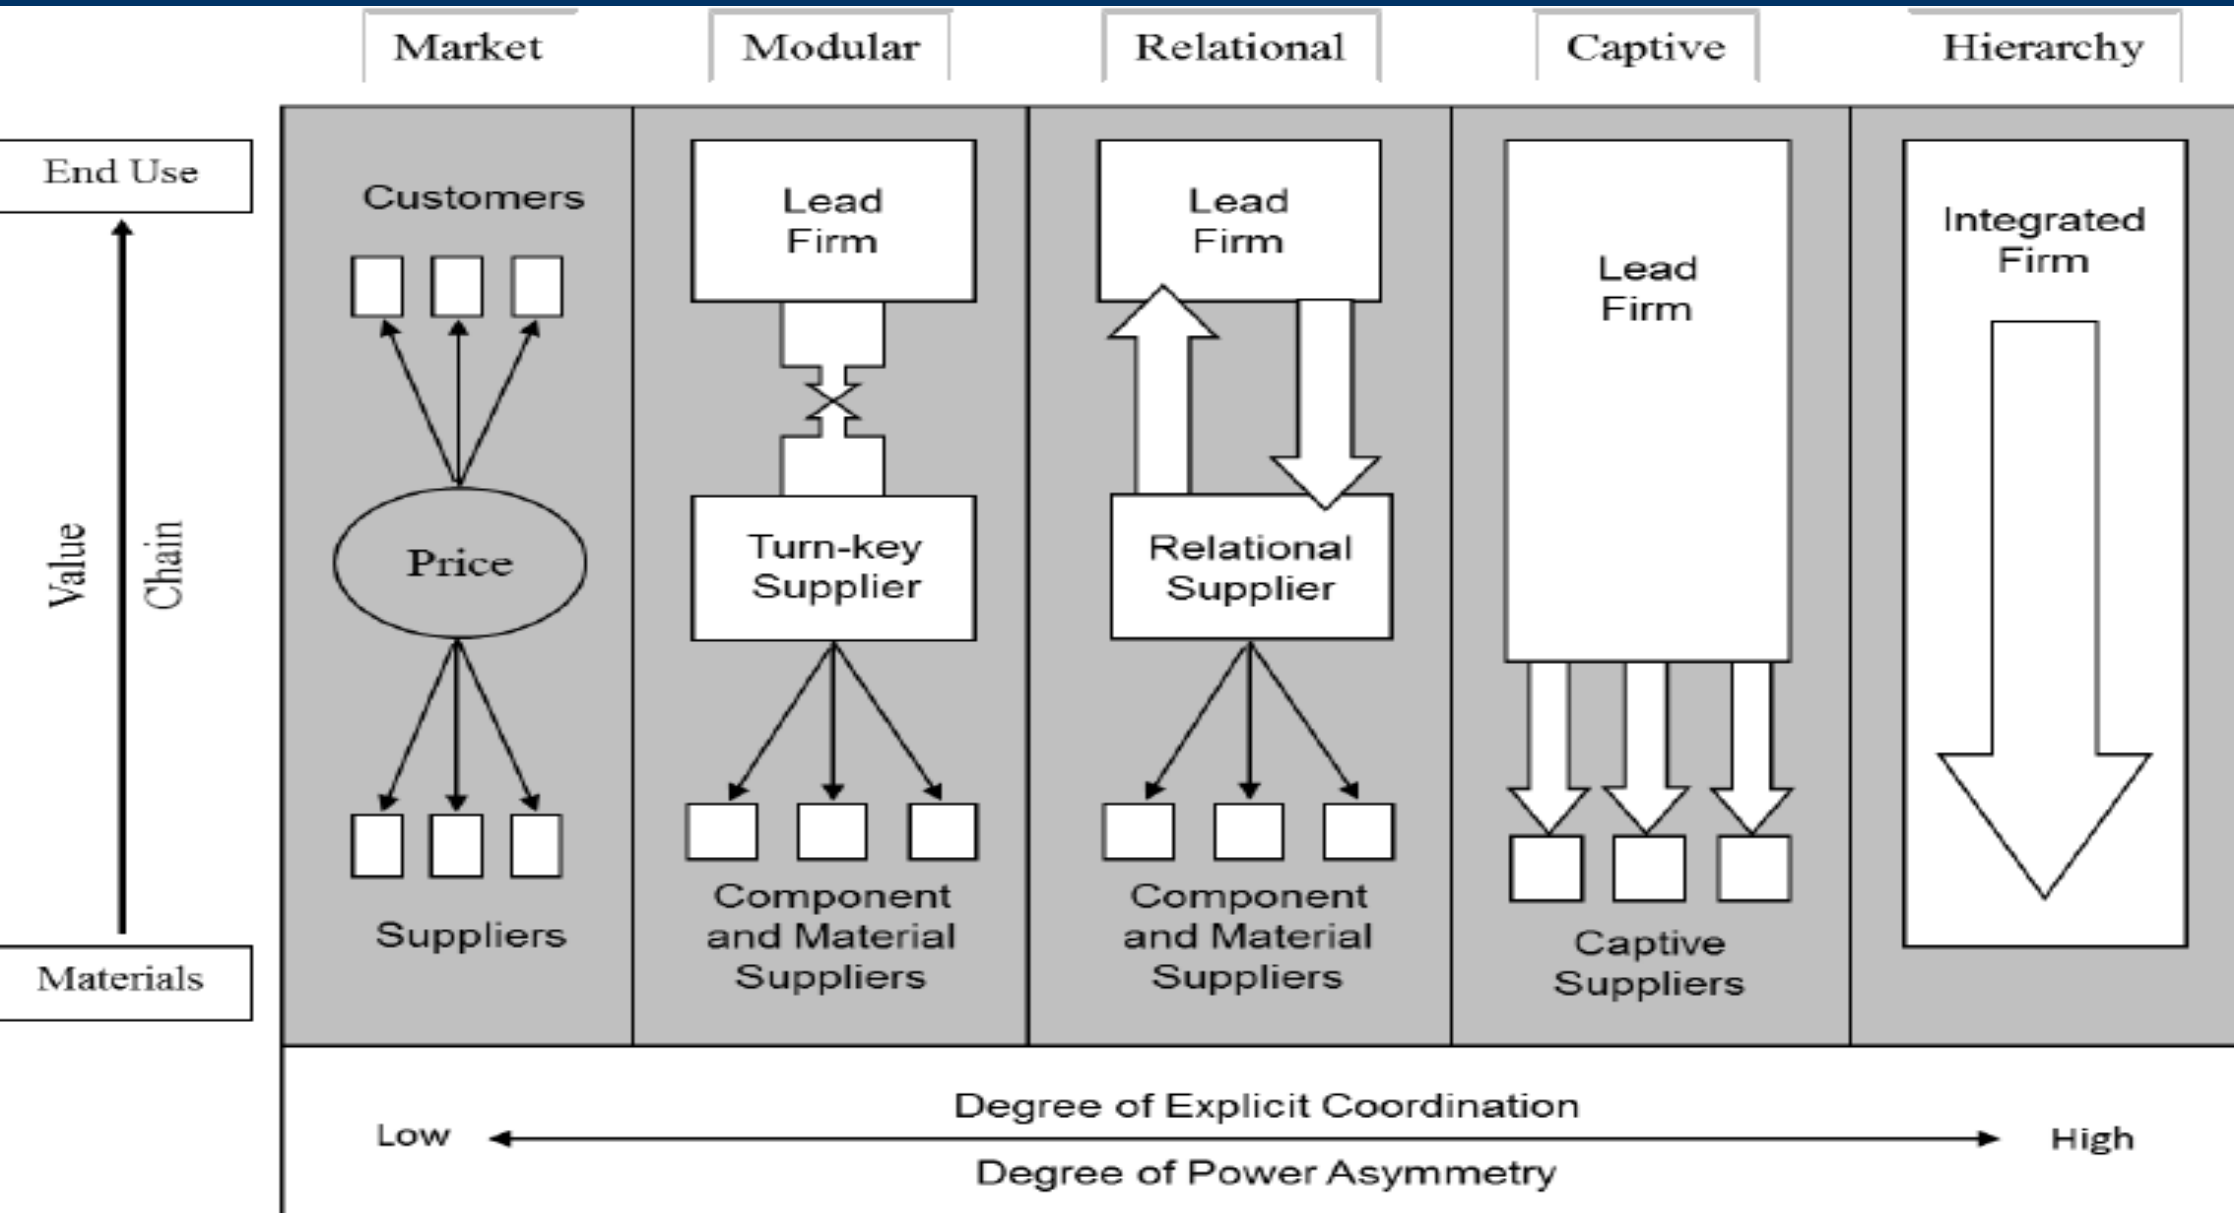 Market
Modular
Relational
Captive
Hierarchy
End Use
Value
Chain
Materials
Customers
Price
Suppliers
Lead
Firm
Turn-key
Supplier
Component
and Material
Suppliers
Lead
Firm
Relational
Supplier
Component
and Material
Suppliers
Lead
Firm
Captive
Suppliers
Integrated
Firm
Degree of Explicit Coordination
Low
High
Degree of Power Asymmetry